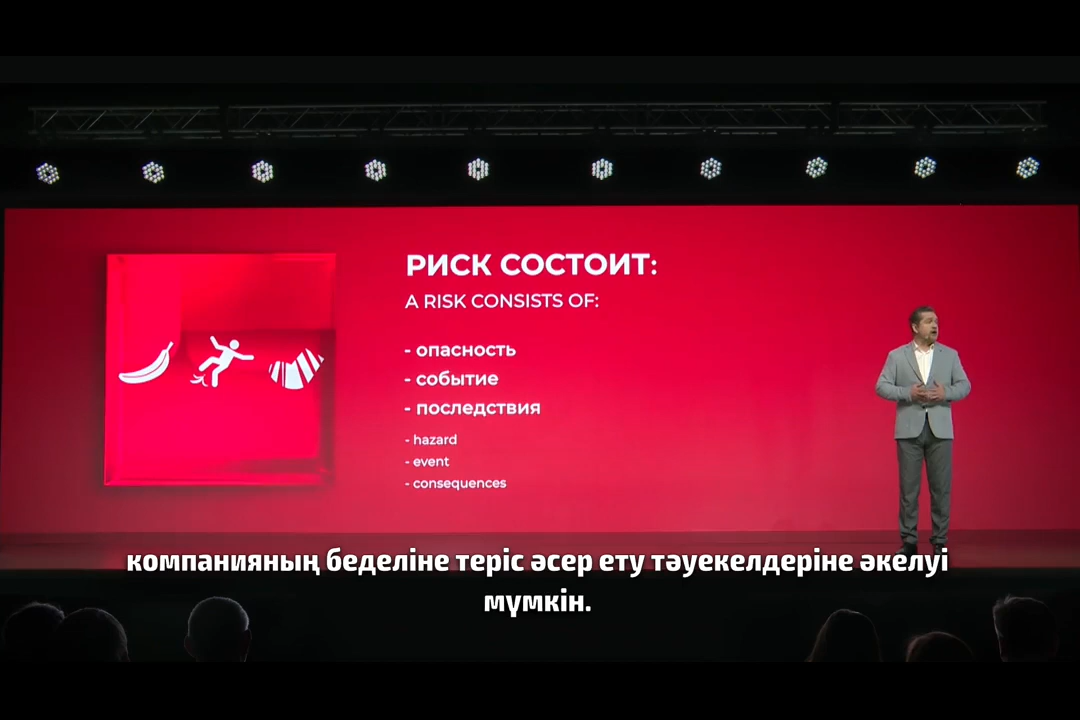 РИСК СОСТОИТ:
A RISK CONSISTS OF:
- опасность
- событие
- последствия
- hazard
- event
- consequences
компанияның беделіне теріс әсер ету тәуекелдеріне әкелуі
мүмкін.